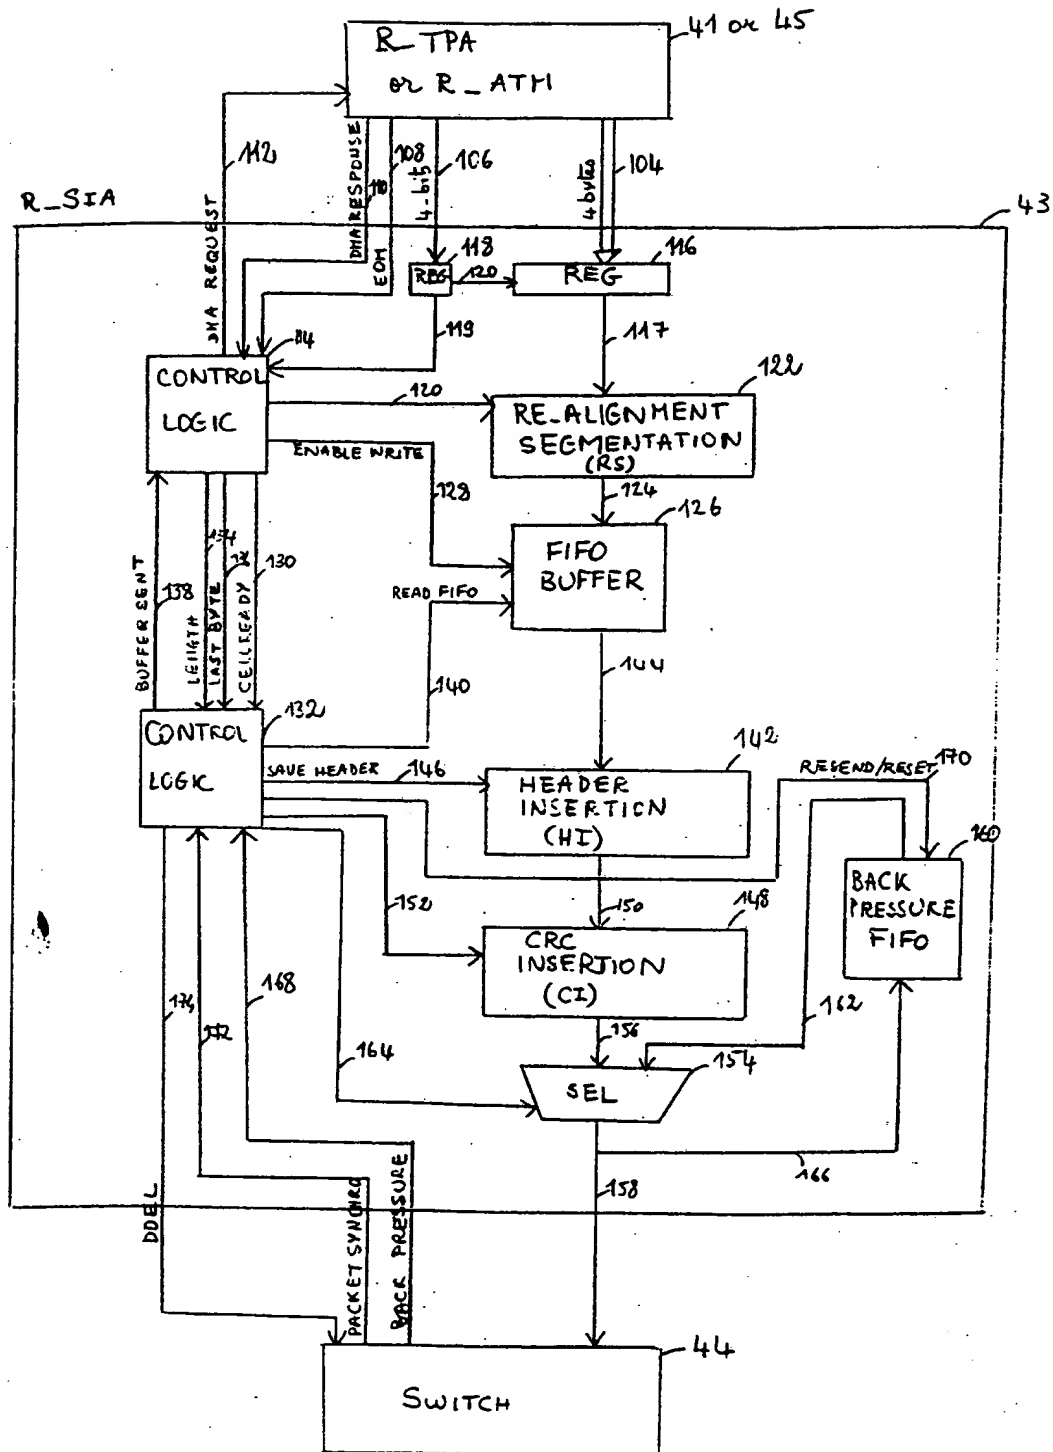 41 or 45
R_TPA
or R_ATM
112
DMA RESPONSE
110
108
EOM
4-bit
106
4 bytes
104
R_SIA
43
DMA REQUEST
118
REG
120
116
REG
119
117
114
CONTROL
LOGIC
120
122
RE_ALIGNMENT
SEGMENTATION
(RS)
ENABLE WRITE
128
124
126
FIFO
BUFFER
BUFFER SENT
138
LENGTH
134
LAST BYTE
CELL READY
130
READ FIFO
140
144
132
CONTROL
LOGIC
SAVE HEADER
146
142
HEADER
INSERTION
(HI)
RESEND/RESET
170
160
BACK
PRESSURE
FIFO
152
150
148
CRC
INSERTION
(CI)
162
174
172
168
164
156
154
SEL
166
158
DDEL
PACKET SYNCHRO
BACK PRESSURE
44
SWITCH